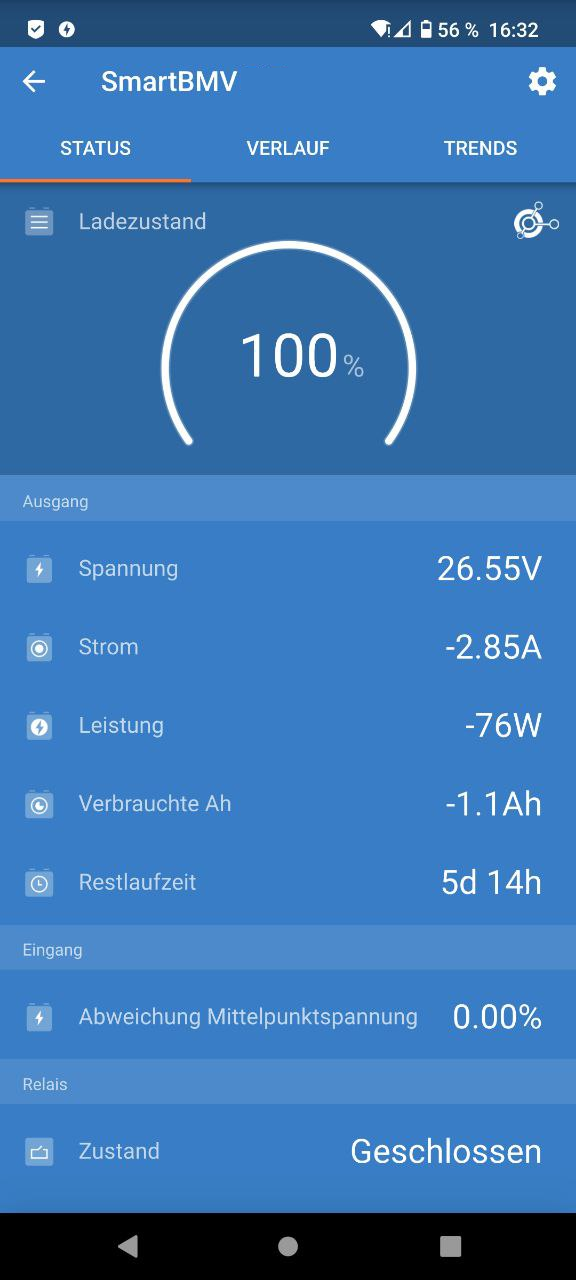 56 % 16:32
SmartBMV
STATUS VERLAUF TRENDS
Ladezustand
100 %
Ausgang
Spannung 26.55V
Strom -2.85A
Leistung -76W
Verbrauchte Ah -1.1Ah
Restlaufzeit 5d 14h
Eingang
Abweichung Mittelpunktspannung 0.00%
Relais
Zustand Geschlossen